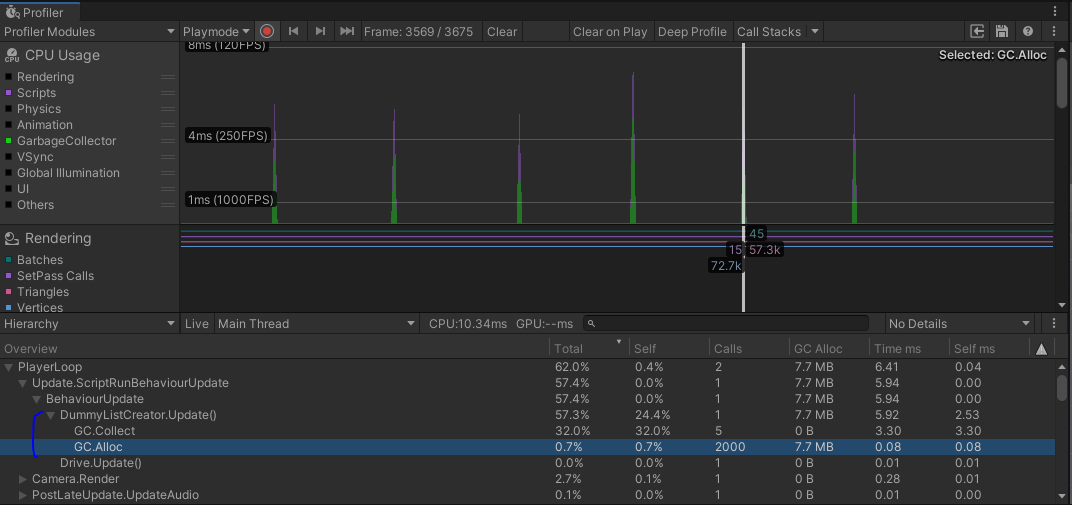 Profiler
Profiler Modules Playmode Frame: 3569 / 3675 Clear Clear on Play Deep Profile Call Stacks
CPU Usage
Rendering
Scripts
Physics
Animation
GarbageCollector
VSync
Global Illumination
UI
Others
8ms (120FPS)
Selected: GC.Alloc
4ms (250FPS)
1ms (1000FPS)
Rendering
Batches
SetPass Calls
Triangles
Vertices
45
15 57.3k
72.7k
Hierarchy Live Main Thread CPU:10.34ms GPU:--ms No Details
Overview Total Self Calls GC Alloc Time ms Self ms
PlayerLoop 62.0% 0.4% 2 7.7 MB 6.41 0.04
Update.ScriptRunBehaviourUpdate 57.4% 0.0% 1 7.7 MB 5.94 0.00
BehaviourUpdate 57.4% 0.0% 1 7.7 MB 5.94 0.00
DummyListCreator.Update() 57.3% 24.4% 1 7.7 MB 5.92 2.53
GC.Collect 32.0% 32.0% 5 0 B 3.30 3.30
GC.Alloc 0.7% 0.7% 2000 7.7 MB 0.08 0.08
Drive.Update() 0.0% 0.0% 1 0 B 0.01 0.01
Camera.Render 2.7% 0.1% 1 0 B 0.28 0.01
PostLateUpdate.UpdateAudio 0.1% 0.0% 1 0 B 0.01 0.00